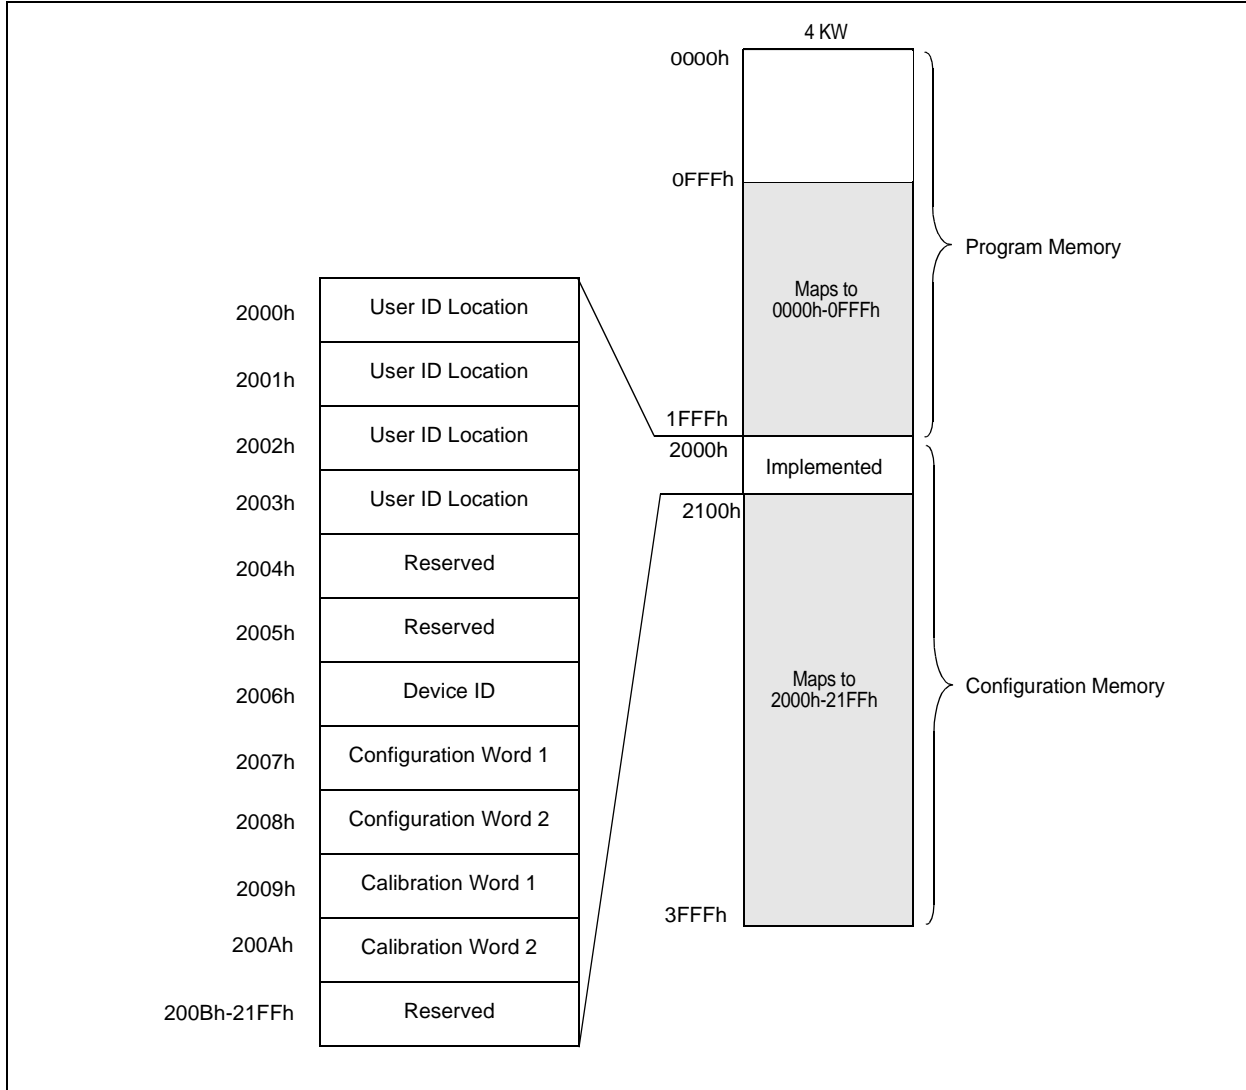 4 KW
0000h
0FFFh
Maps to
0000h-0FFFh
Program Memory
1FFFh
2000h
Implemented
2100h
Maps to
2000h-21FFh
Configuration Memory
3FFFh
2000h User ID Location
2001h User ID Location
2002h User ID Location
2003h User ID Location
2004h Reserved
2005h Reserved
2006h Device ID
2007h Configuration Word 1
2008h Configuration Word 2
2009h Calibration Word 1
200Ah Calibration Word 2
200Bh-21FFh Reserved